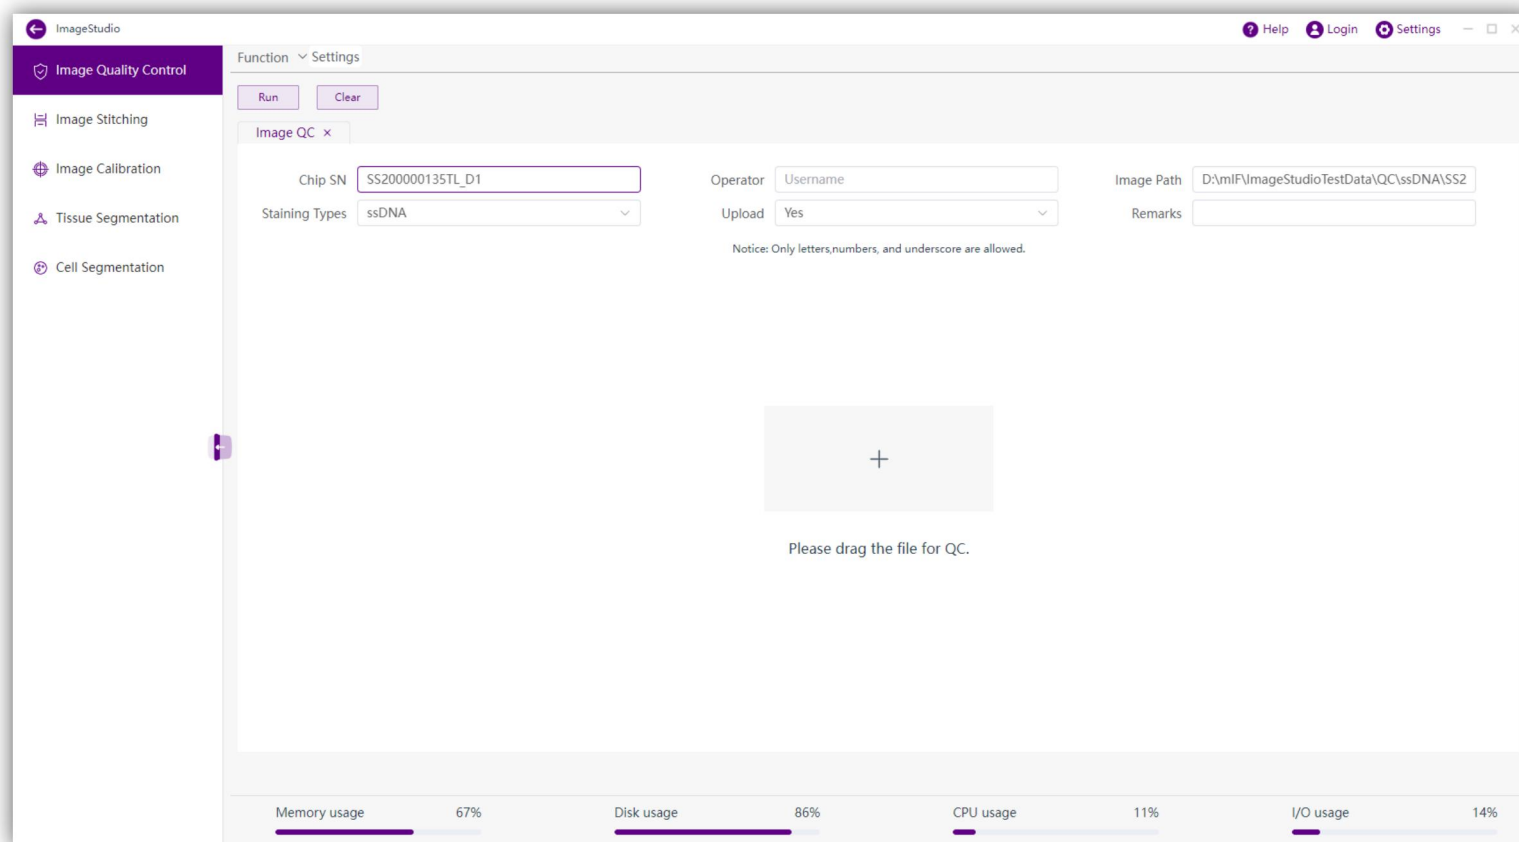 ImageStudio
Help Login Settings
Image Quality Control
Image Stitching
Image Calibration
Tissue Segmentation
Cell Segmentation
Function Settings
Run Clear
Image QC ×
Chip SN SS200000135TL_D1 Operator Username Image Path D:\mIF\ImageStudioTestData\QC\ssDNA\SS2
Staining Types ssDNA Upload Yes Remarks
Notice: Only letters,numbers, and underscore are allowed.
Please drag the file for QC.
Memory usage 67% Disk usage 86% CPU usage 11% I/O usage 14%